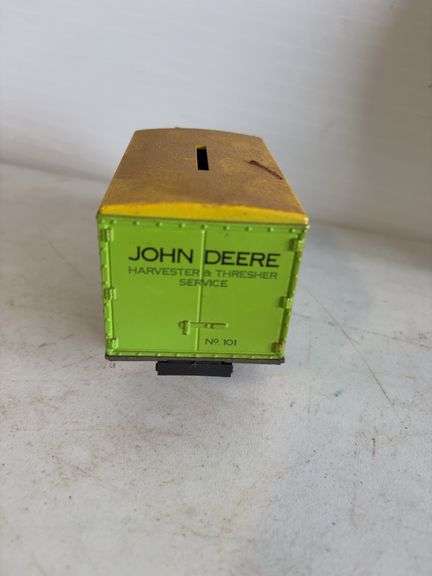 JOHN DEERE
HARVESTER & THRESHER
SERVICE
No. 101